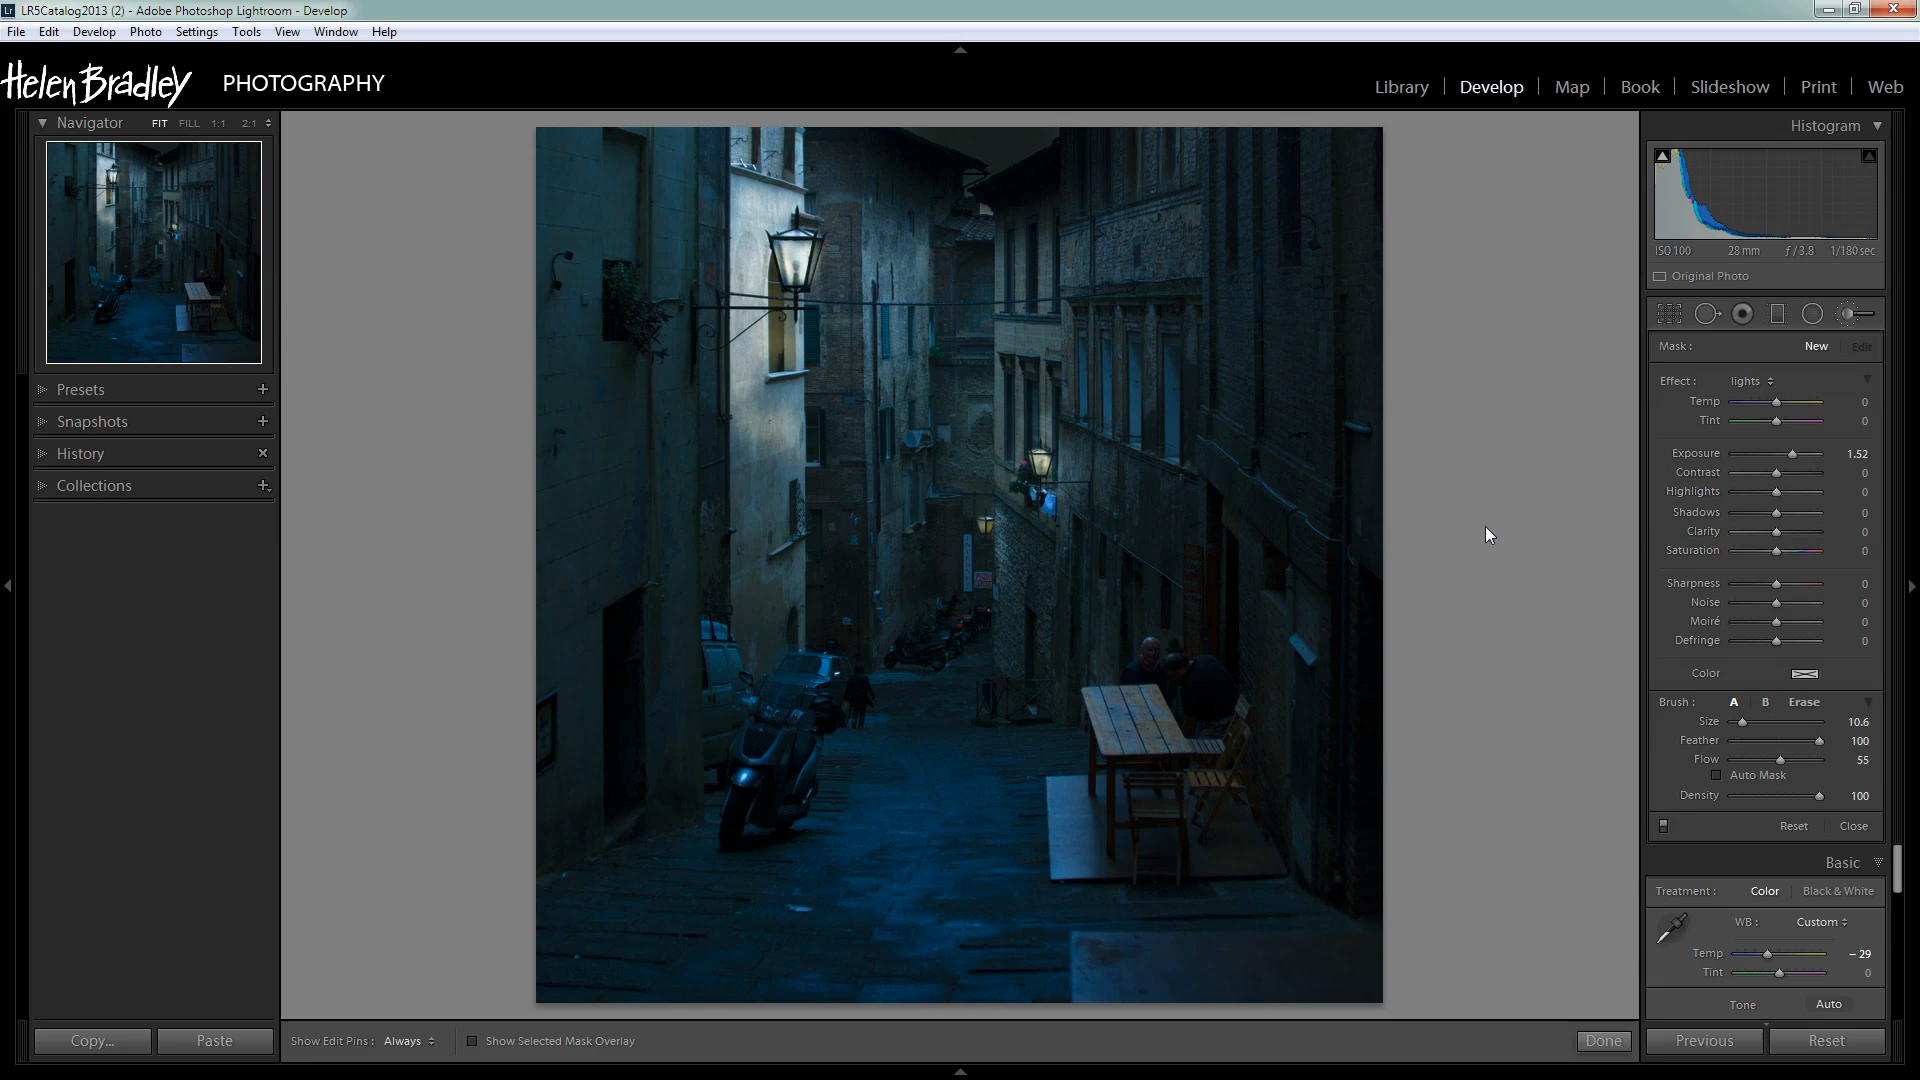 LR5Catalog2013 (2) - Adobe Photoshop Lightroom - Develop
File Edit Develop Photo Settings Tools View Window Help
Helen Bradley PHOTOGRAPHY
Library | Develop | Map | Book | Slideshow | Print | Web
Navigator FIT FILL 1:1 2:1
Presets
Snapshots
History
Collections
Copy... Paste
Show Edit Pins : Always Show Selected Mask Overlay Done
Histogram
ISO 100 28 mm ƒ / 3.8 1/180 sec
Original Photo
Mask : New Edit
Effect : lights
Temp 0
Tint 0
Exposure 1.52
Contrast 0
Highlights 0
Shadows 0
Clarity 0
Saturation 0
Sharpness 0
Noise 0
Moiré 0
Defringe 0
Color
Brush : A B Erase
Size 10.6
Feather 100
Flow 55
Auto Mask
Density 100
Reset Close
Basic
Treatment : Color Black & White
WB : Custom
Temp – 29
Tint 0
Tone Auto
Previous Reset